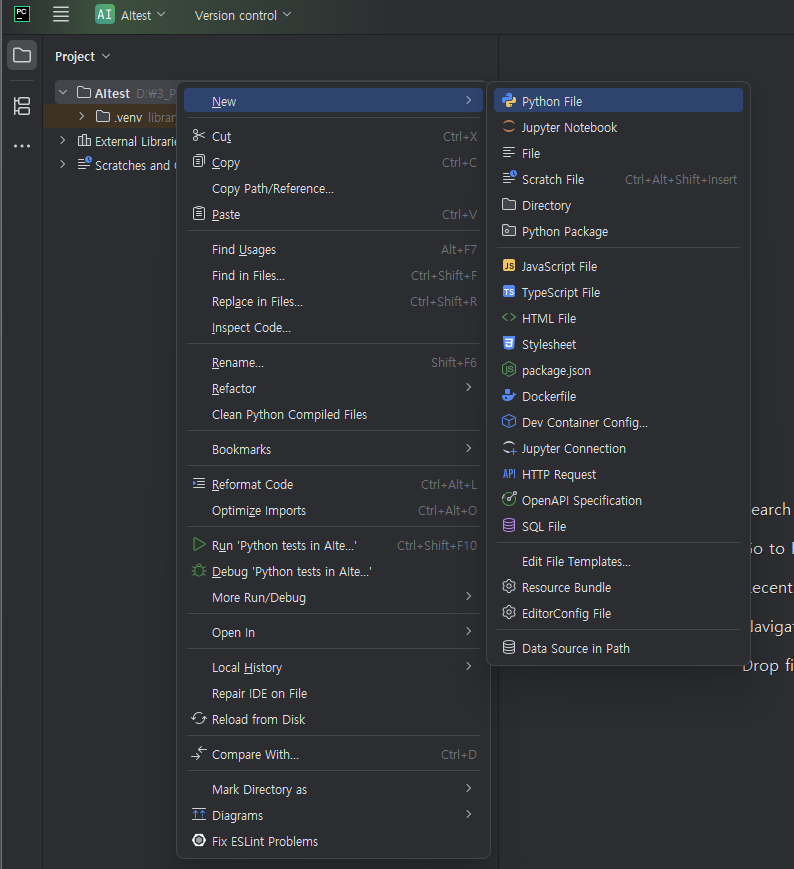 PC
AI AItest Version control
Project
AItest D:₩3_P
.venv librar
External Librarie
Scratches and C
New
Cut Ctrl+X
Copy Ctrl+C
Copy Path/Reference...
Paste Ctrl+V
Find Usages Alt+F7
Find in Files... Ctrl+Shift+F
Replace in Files... Ctrl+Shift+R
Inspect Code...
Rename... Shift+F6
Refactor
Clean Python Compiled Files
Bookmarks
Reformat Code Ctrl+Alt+L
Optimize Imports Ctrl+Alt+O
Run 'Python tests in AIte...' Ctrl+Shift+F10
Debug 'Python tests in AIte...'
More Run/Debug
Open In
Local History
Repair IDE on File
Reload from Disk
Compare With... Ctrl+D
Mark Directory as
Diagrams
Fix ESLint Problems
Python File
Jupyter Notebook
File
Scratch File Ctrl+Alt+Shift+Insert
Directory
Python Package
JS JavaScript File
TS TypeScript File
HTML File
Stylesheet
package.json
Dockerfile
Dev Container Config...
Jupyter Connection
API HTTP Request
OpenAPI Specification
SQL File
Edit File Templates...
Resource Bundle
EditorConfig File
Data Source in Path
earch
Go to
ecent
Navigat
Drop fi